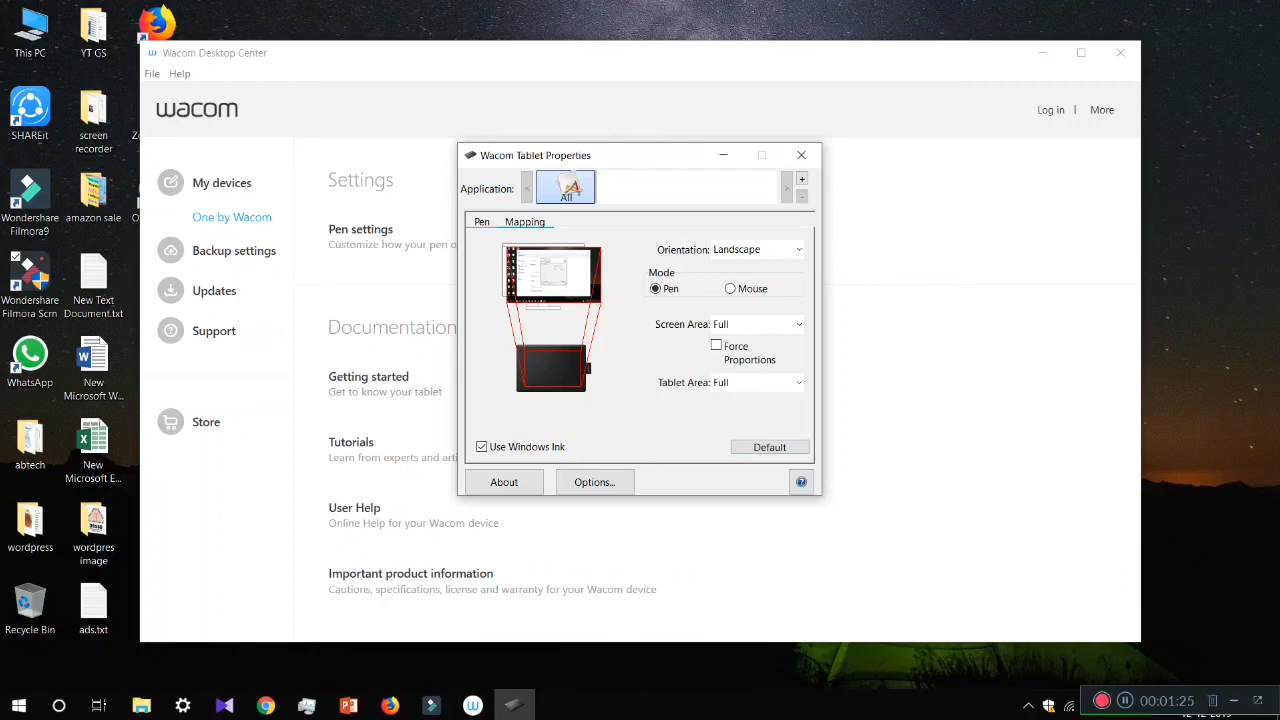 This PC
YT GS
SHAREit
screen
recorder
Wondershare
Filmora9
amazon sale
Wondershare
Filmora Scrn
New Text
Document.txt
WhatsApp
New
Microsoft W...
abtech
New
Microsoft E...
wordpress
wordpres
image
Recycle Bin
ads.txt
Wacom Desktop Center
File Help
wacom
Log in | More
My devices
One by Wacom
Backup settings
Updates
Support
Store
Settings
Pen settings
Customize how your pen o
Documentation
Getting started
Get to know your tablet
Tutorials
Learn from experts and arti
User Help
Online Help for your Wacom device
Important product information
Cautions, specifications, license and warranty for your Wacom device
Wacom Tablet Properties
Application:
All
Pen Mapping
Orientation: Landscape
Mode
Pen Mouse
Screen Area: Full
Force
Proportions
Tablet Area: Full
Use Windows Ink
Default
About Options...
00:01:25